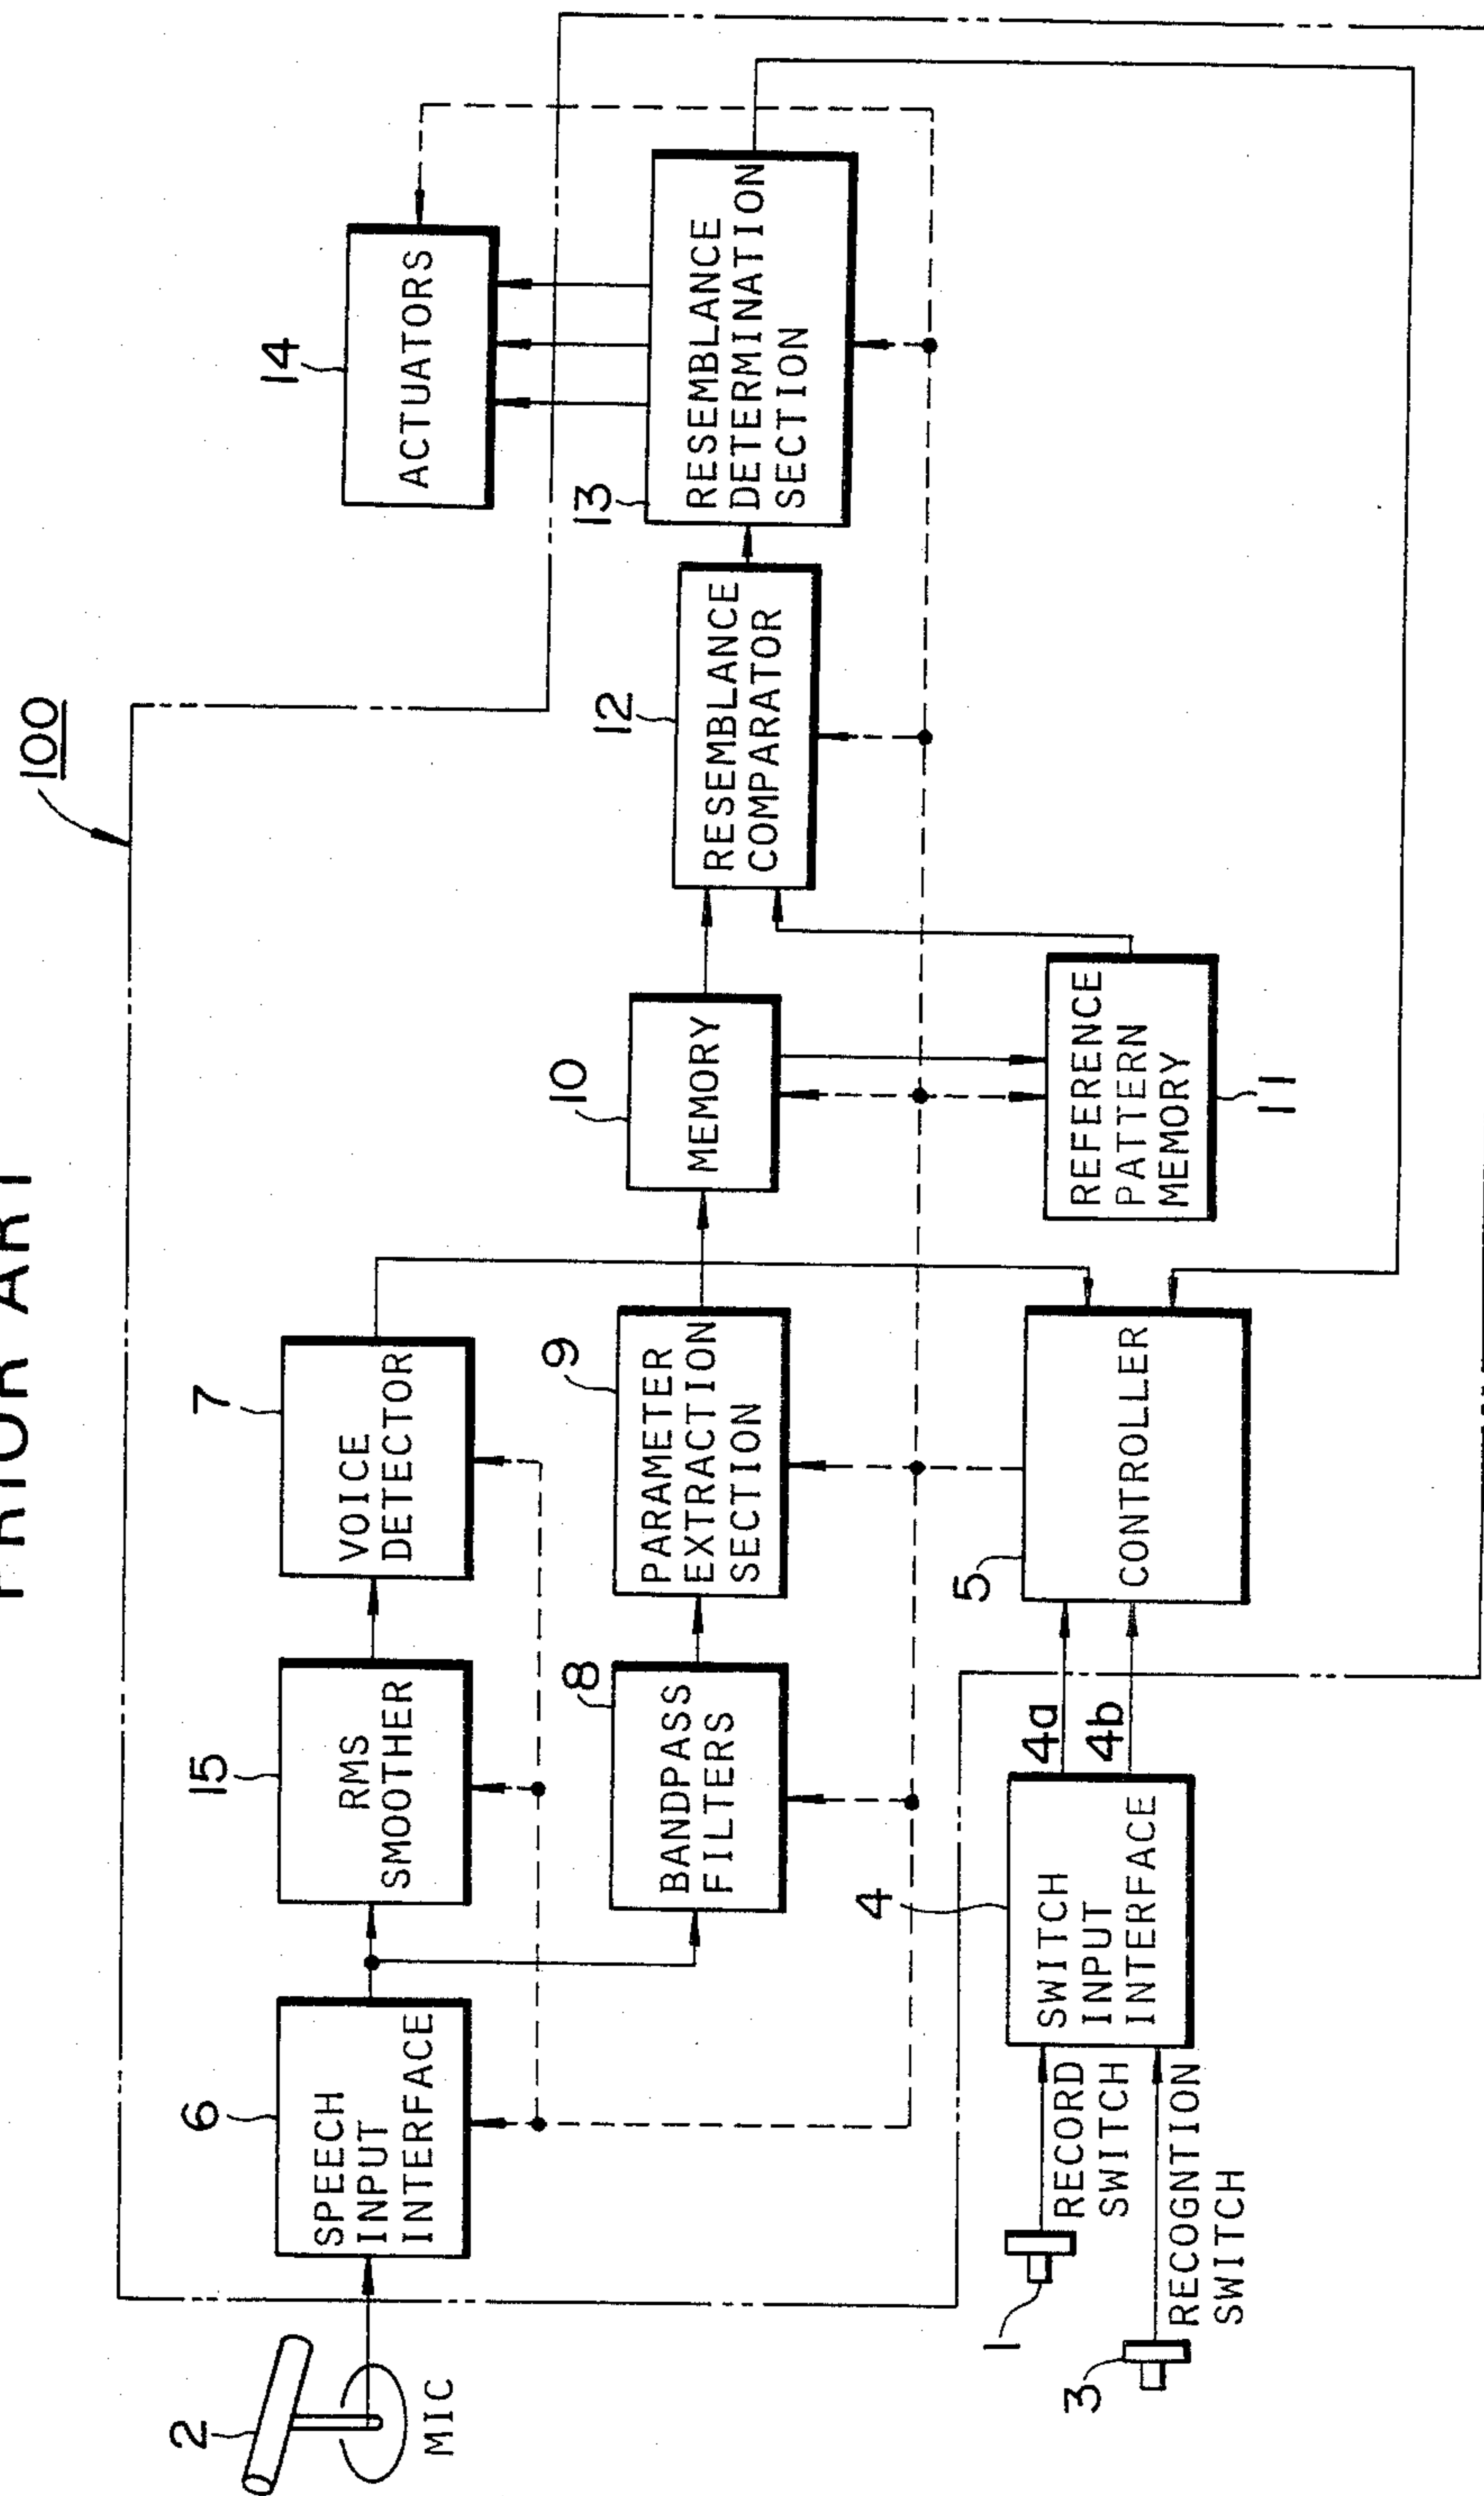 PRIOR ART
100
2
MIC
6
SPEECH
INPUT
INTERFACE
15
RMS
SMOOTHER
7
VOICE
DETECTOR
8
BANDPASS
FILTERS
9
PARAMETER
EXTRACTION
SECTION
10
MEMORY
11
REFERENCE
PATTERN
MEMORY
12
RESEMBLANCE
COMPARATOR
13
RESEMBLANCE
DETERMINATION
SECTION
14
ACTUATORS
1
RECORD
SWITCH
3
RECOGNTION
SWITCH
4
SWITCH
INPUT
INTERFACE
4a
4b
5
CONTROLLER